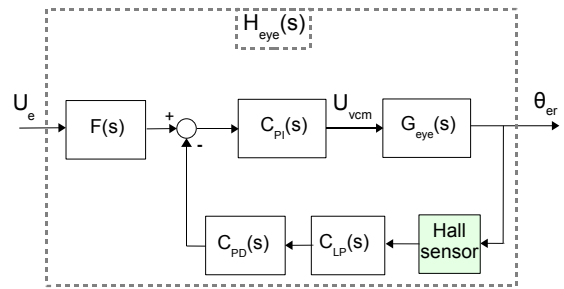 H_eye(s)
U_e
F(s)
+
-
C_PI(s)
U_vcm
G_eye(s)
θ_er
C_PD(s)
C_LP(s)
Hall
sensor